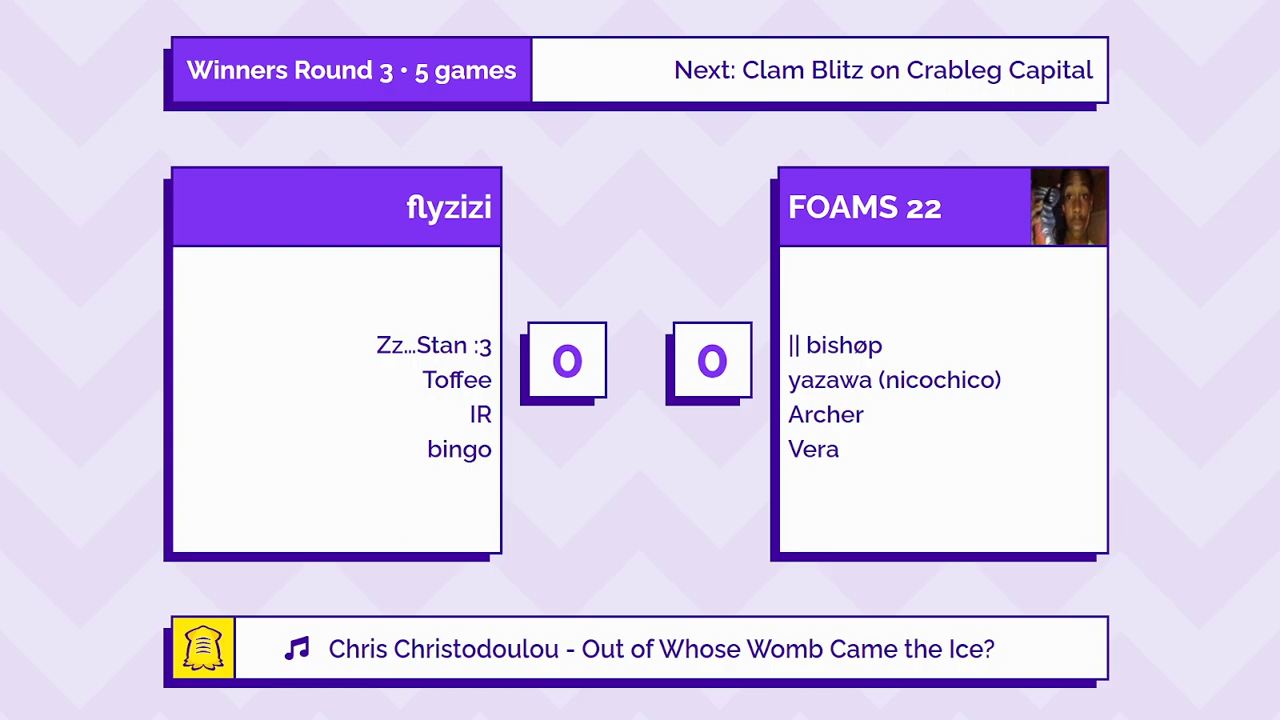 Winners Round 3 • 5 games
Next: Clam Blitz on Crableg Capital
flyzizi
FOAMS 22
Zz...Stan :3
Toffee
IR
bingo
0
0
|| bishøp
yazawa (nicochico)
Archer
Vera
Chris Christodoulou - Out of Whose Womb Came the Ice?